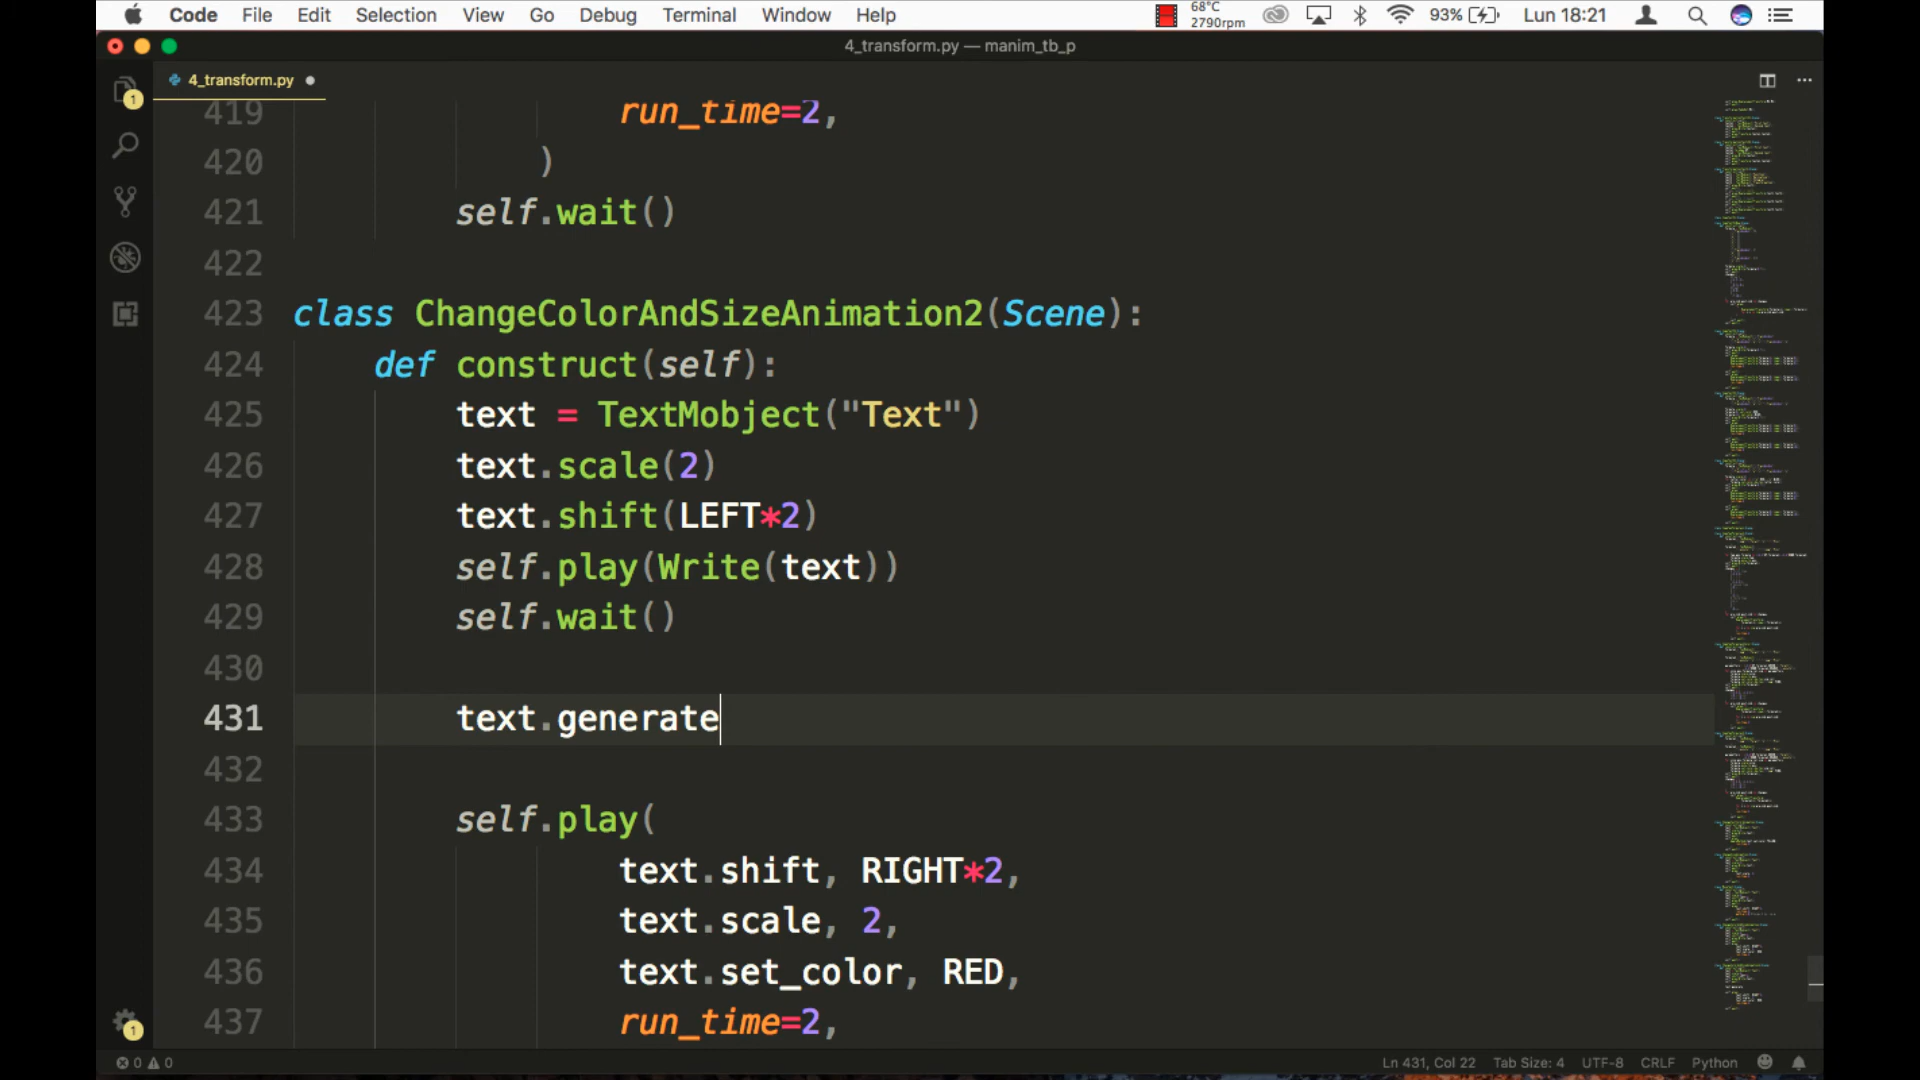 Code File Edit Selection View Go Debug Terminal Window Help 68°C 2790rpm 93% Lun 18:21
4_transform.py — manim_tb_p
1 4_transform.py
419 run_time=2,
420 )
421 self.wait()
422
423 class ChangeColorAndSizeAnimation2(Scene):
424 def construct(self):
425 text = TextMobject("Text")
426 text.scale(2)
427 text.shift(LEFT*2)
428 self.play(Write(text))
429 self.wait()
430
431 text.generate
432
433 self.play(
434 text.shift, RIGHT*2,
435 text.scale, 2,
436 text.set_color, RED,
437 run_time=2,
1
0 0 Ln 431, Col 22 Tab Size: 4 UTF-8 CRLF Python